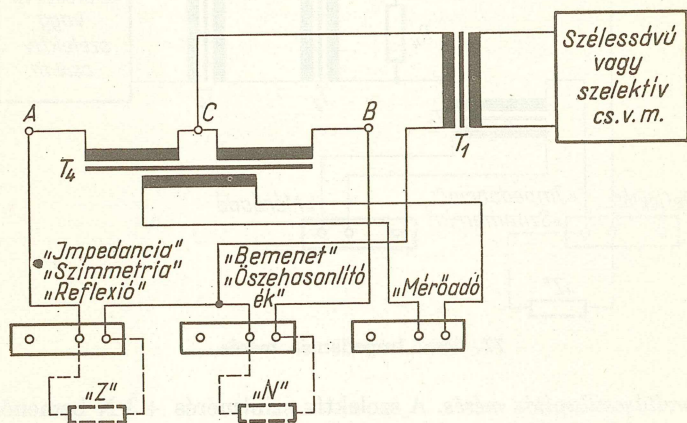 Szélessávú
vagy
szelektív
cs.v.m.
A
C
B
T4
T1
„Impedancia"
„Szimmetria"
„Reflexió"
„Bemenet"
„Öszehasonlító
ék"
„Mérőadó
„Z"
„N"